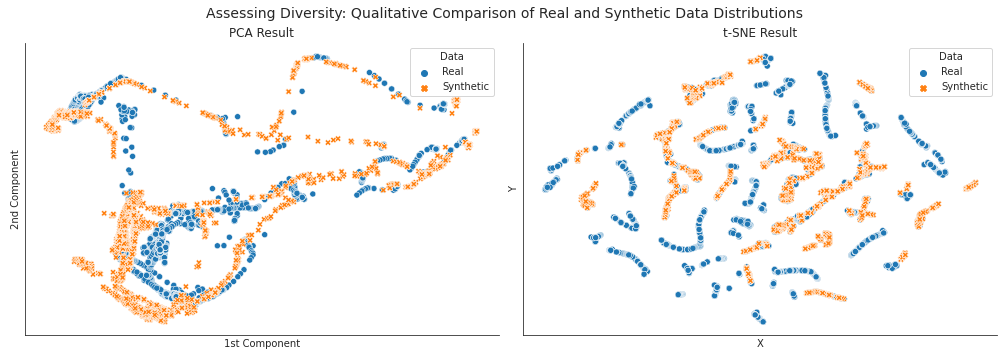 Assessing Diversity: Qualitative Comparison of Real and Synthetic Data Distributions
PCA Result
Data
Real
Synthetic
2nd Component
1st Component
t-SNE Result
Data
Real
Synthetic
Y
X